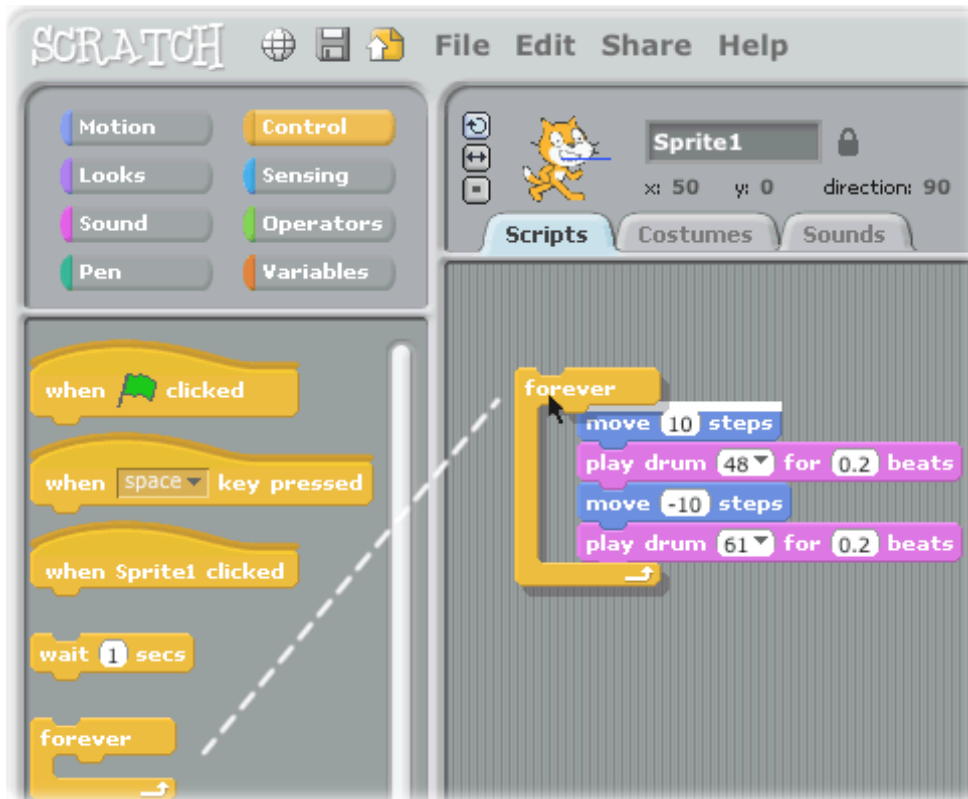 SCRATCH File Edit Share Help
Motion Control
Looks Sensing
Sound Operators
Pen Variables
Sprite1
x: 50 y: 0 direction: 90
Scripts Costumes Sounds
when clicked
when space key pressed
when Sprite1 clicked
wait 1 secs
forever
forever
move 10 steps
play drum 48 for 0.2 beats
move -10 steps
play drum 61 for 0.2 beats